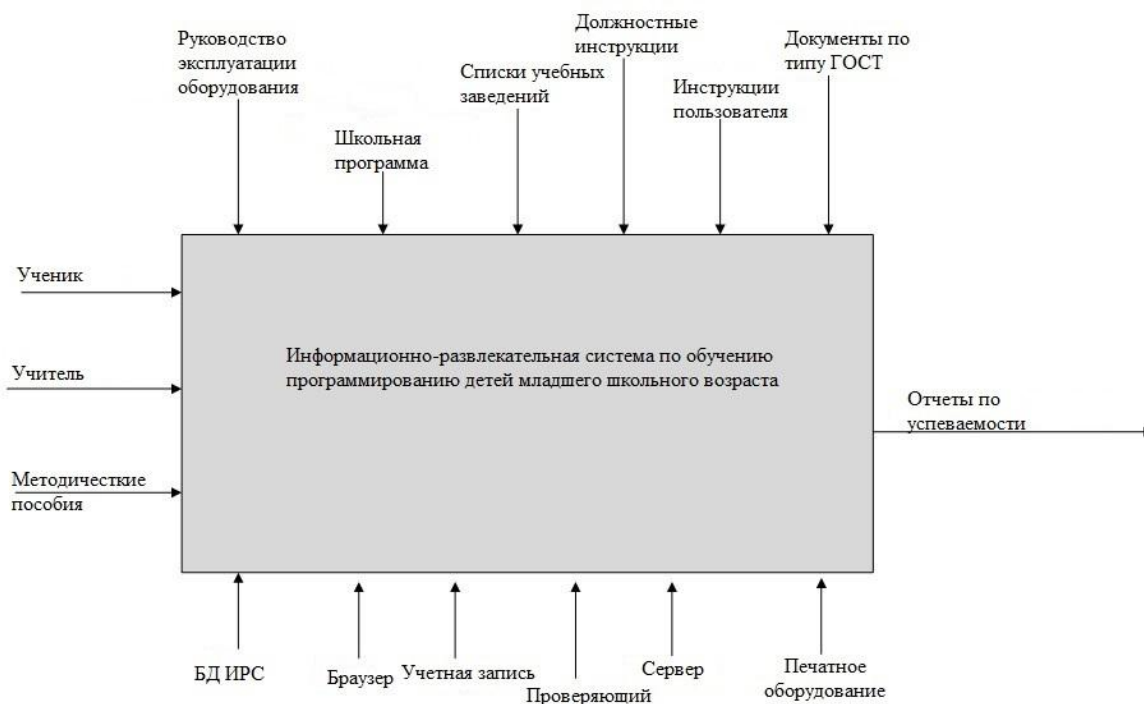 Руководство
эксплуатации
оборудования
Школьная
программа
Списки учебных
заведений
Должностные
инструкции
Инструкции
пользователя
Документы по
типу ГОСТ
Ученик
Учитель
Методичесткие
пособия
Информационно-развлекательная система по обучению
программированию детей младшего школьного возраста
Отчеты по
успеваемости
БД ИРС
Браузер
Учетная запись
Проверяющий
Сервер
Печатное
оборудование